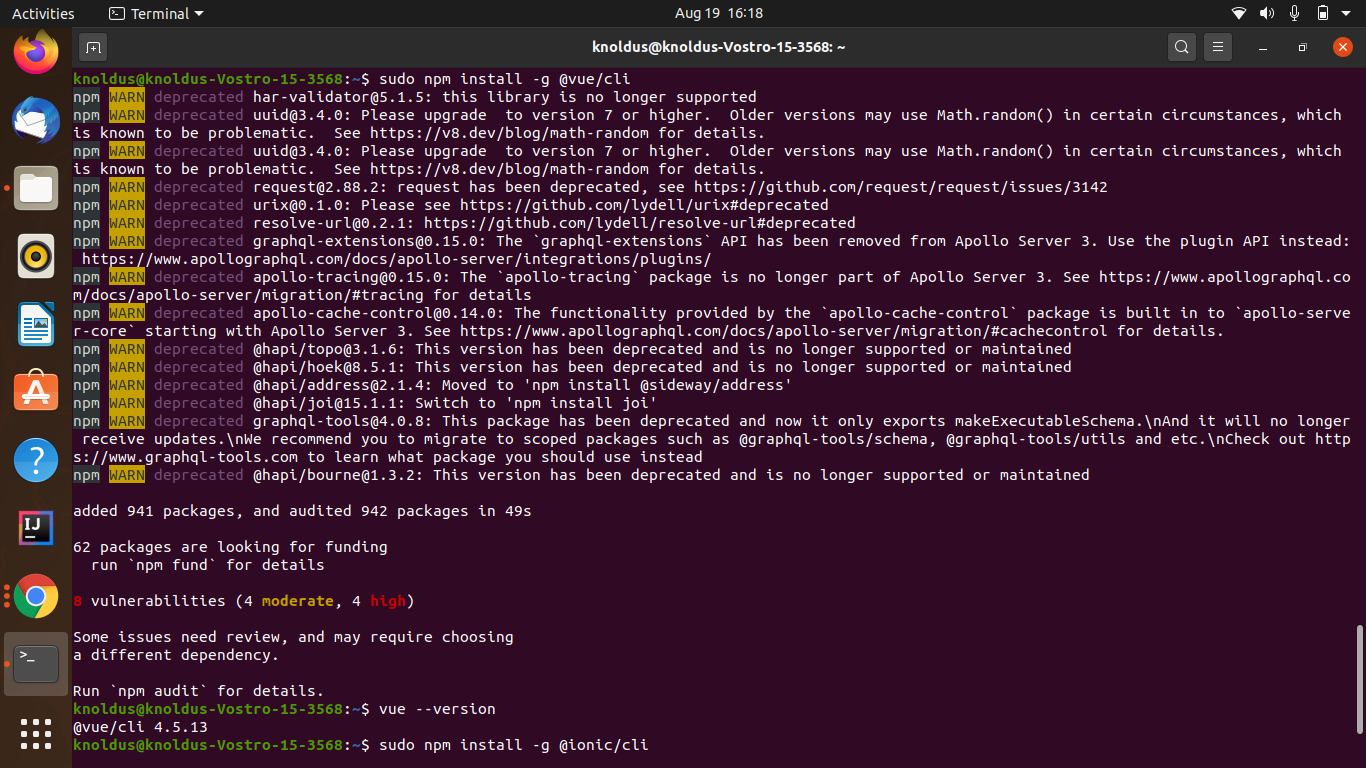 Activities Terminal Aug 19 16:18
knoldus@knoldus-Vostro-15-3568: ~
knoldus@knoldus-Vostro-15-3568:~$ sudo npm install -g @vue/cli
npm WARN deprecated har-validator@5.1.5: this library is no longer supported
npm WARN deprecated uuid@3.4.0: Please upgrade  to version 7 or higher.  Older versions may use Math.random() in certain circumstances, which
is known to be problematic.  See https://v8.dev/blog/math-random for details.
npm WARN deprecated uuid@3.4.0: Please upgrade  to version 7 or higher.  Older versions may use Math.random() in certain circumstances, which
is known to be problematic.  See https://v8.dev/blog/math-random for details.
npm WARN deprecated request@2.88.2: request has been deprecated, see https://github.com/request/request/issues/3142
npm WARN deprecated urix@0.1.0: Please see https://github.com/lydell/urix#deprecated
npm WARN deprecated resolve-url@0.2.1: https://github.com/lydell/resolve-url#deprecated
npm WARN deprecated graphql-extensions@0.15.0: The `graphql-extensions` API has been removed from Apollo Server 3. Use the plugin API instead:
 https://www.apollographql.com/docs/apollo-server/integrations/plugins/
npm WARN deprecated apollo-tracing@0.15.0: The `apollo-tracing` package is no longer part of Apollo Server 3. See https://www.apollographql.co
m/docs/apollo-server/migration/#tracing for details
npm WARN deprecated apollo-cache-control@0.14.0: The functionality provided by the `apollo-cache-control` package is built in to `apollo-serve
r-core` starting with Apollo Server 3. See https://www.apollographql.com/docs/apollo-server/migration/#cachecontrol for details.
npm WARN deprecated @hapi/topo@3.1.6: This version has been deprecated and is no longer supported or maintained
npm WARN deprecated @hapi/hoek@8.5.1: This version has been deprecated and is no longer supported or maintained
npm WARN deprecated @hapi/address@2.1.4: Moved to 'npm install @sideway/address'
npm WARN deprecated @hapi/joi@15.1.1: Switch to 'npm install joi'
npm WARN deprecated graphql-tools@4.0.8: This package has been deprecated and now it only exports makeExecutableSchema.\nAnd it will no longer
 receive updates.\nWe recommend you to migrate to scoped packages such as @graphql-tools/schema, @graphql-tools/utils and etc.\nCheck out http
s://www.graphql-tools.com to learn what package you should use instead
npm WARN deprecated @hapi/bourne@1.3.2: This version has been deprecated and is no longer supported or maintained
added 941 packages, and audited 942 packages in 49s
62 packages are looking for funding
  run `npm fund` for details
8 vulnerabilities (4 moderate, 4 high)
Some issues need review, and may require choosing
a different dependency.
Run `npm audit` for details.
knoldus@knoldus-Vostro-15-3568:~$ vue --version
@vue/cli 4.5.13
knoldus@knoldus-Vostro-15-3568:~$ sudo npm install -g @ionic/cli